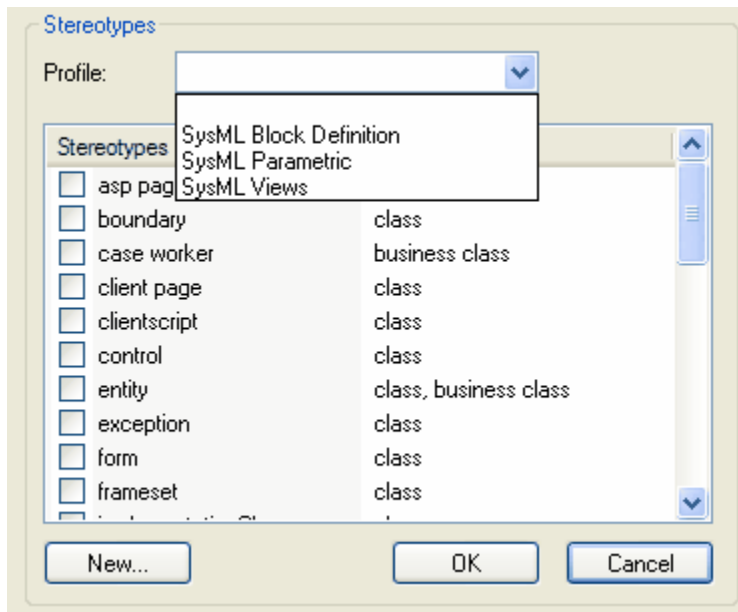 Stereotypes
Profile:
SysML Block Definition
SysML Parametric
SysML Views
Stereotypes
asp pag
boundary class
case worker business class
client page class
clientscript class
control class
entity class, business class
exception class
form class
frameset class
New... OK Cancel